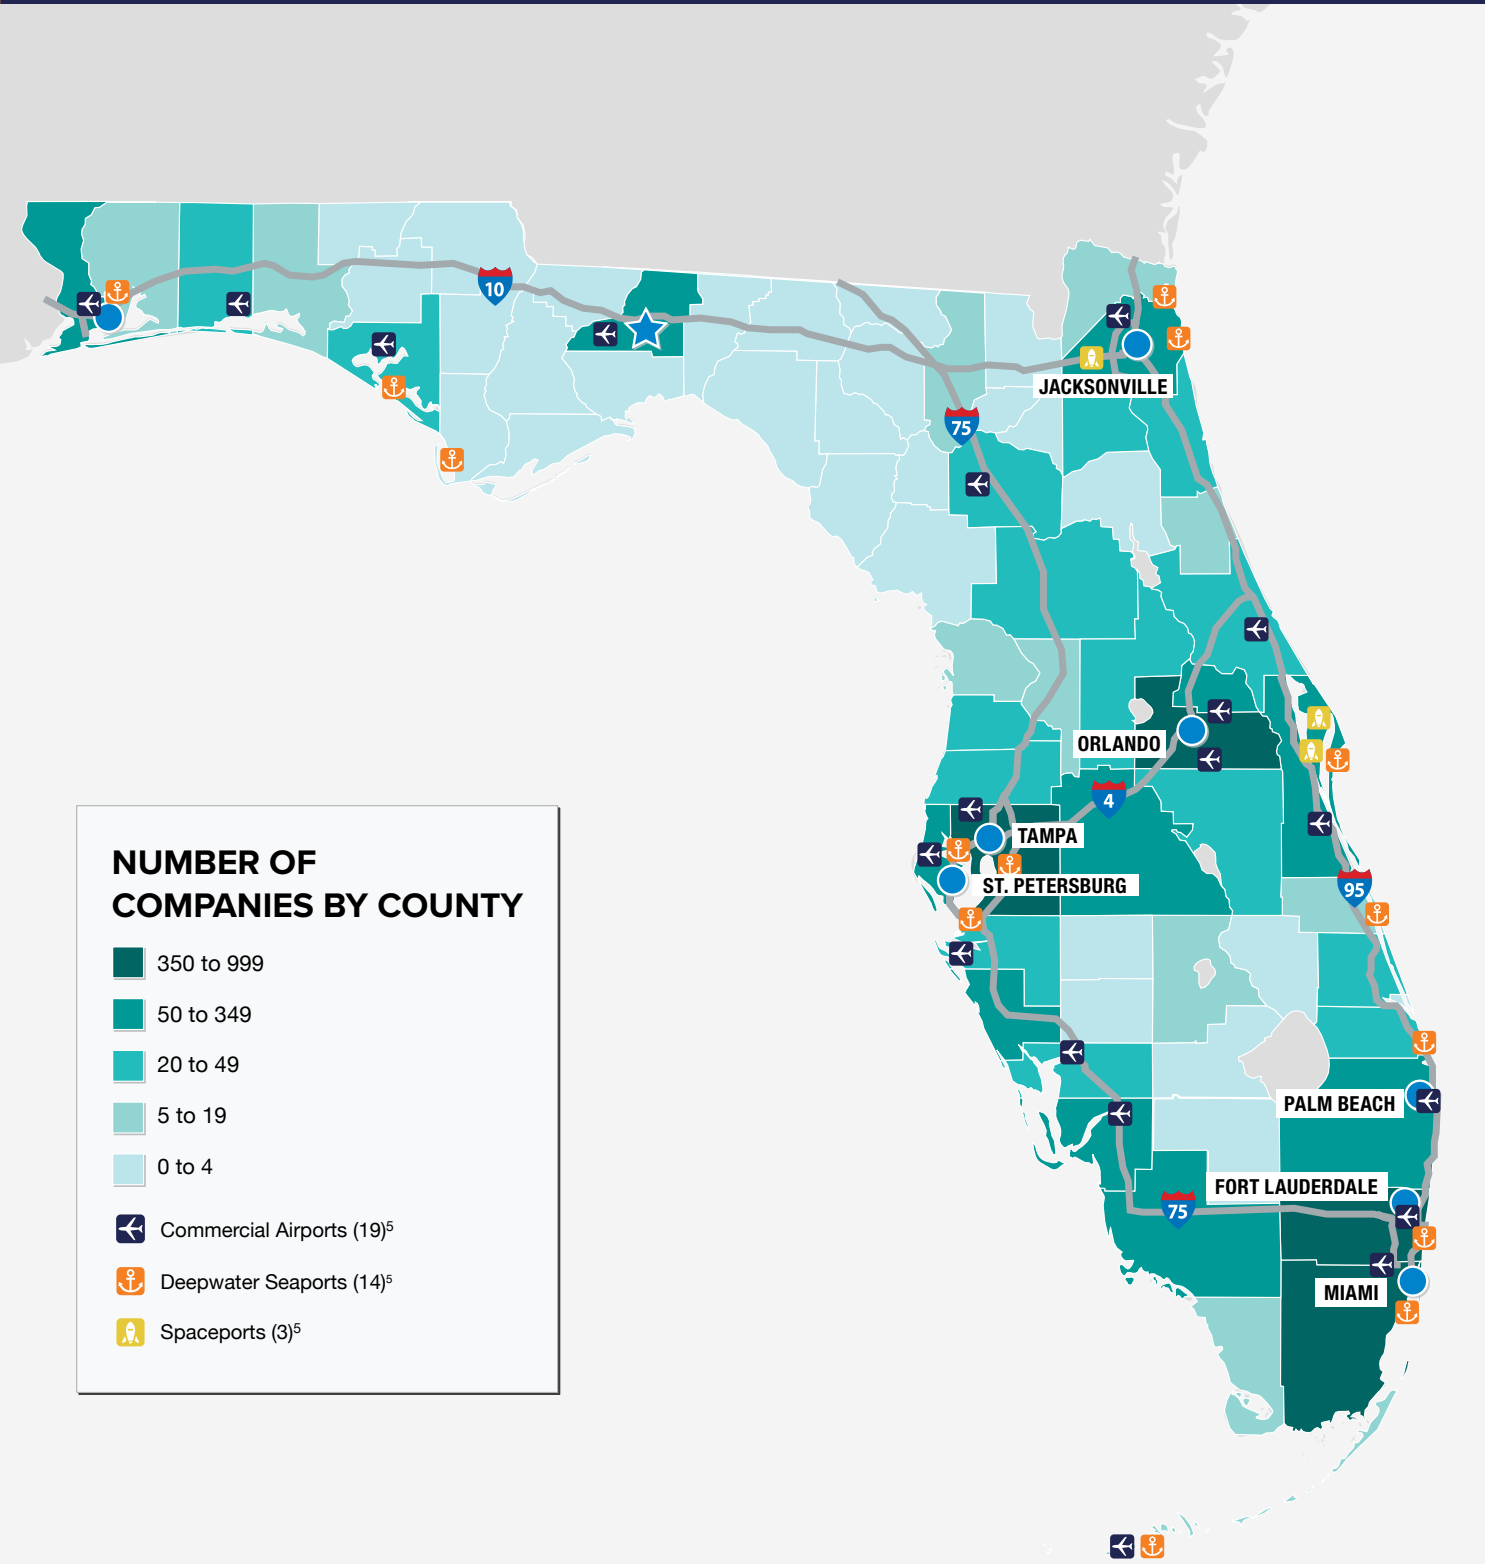 10
JACKSONVILLE
75
ORLANDO
4
TAMPA
ST. PETERSBURG
95
PALM BEACH
FORT LAUDERDALE
75
MIAMI
NUMBER OF
COMPANIES BY COUNTY
350 to 999
50 to 349
20 to 49
5 to 19
0 to 4
Commercial Airports (19)⁵
Deepwater Seaports (14)⁵
Spaceports (3)⁵